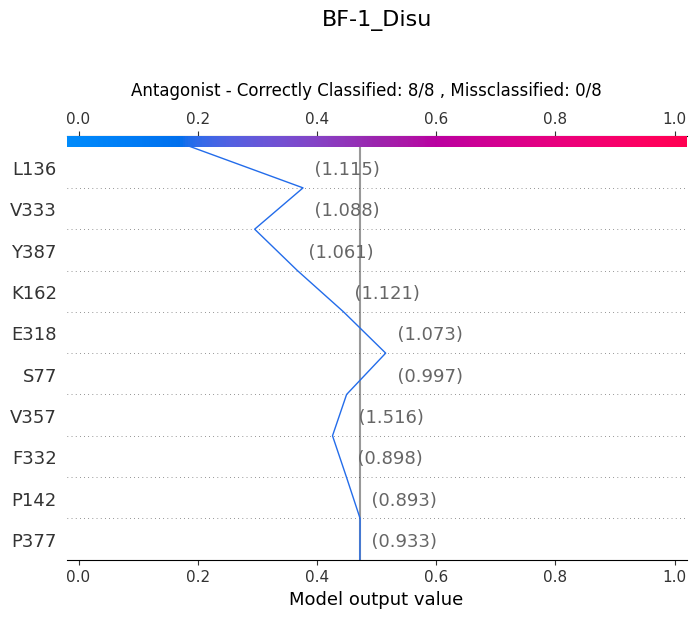 BF-1_Disu
Antagonist - Correctly Classified: 8/8 , Missclassified: 0/8
0.0 0.2 0.4 0.6 0.8 1.0
L136 (1.115)
V333 (1.088)
Y387 (1.061)
K162 (1.121)
E318 (1.073)
S77 (0.997)
V357 (1.516)
F332 (0.898)
P142 (0.893)
P377 (0.933)
0.0 0.2 0.4 0.6 0.8 1.0
Model output value